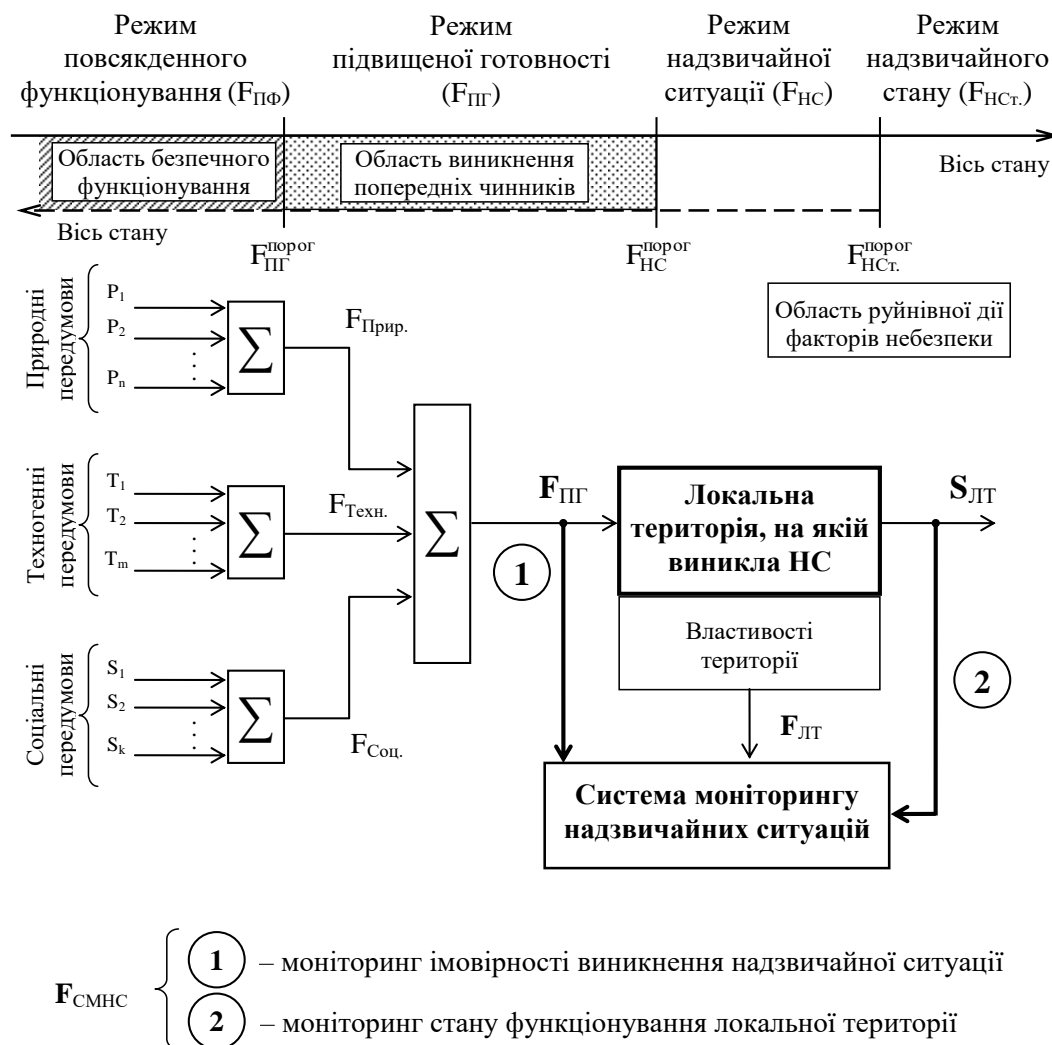 Режим
повсякденного
функціонування (FПФ)
Режим
підвищеної готовності
(FПГ)
Режим
надзвичайної
ситуації (FНС)
Режим
надзвичайного
стану (FНСт.)
Область безпечного
функціонування
Область виникнення
попередніх чинників
Вісь стану
Вісь стану
FПГ порог
FНС порог
FНСт. порог
Область руйнівної дії
факторів небезпеки
Природні
передумови
P1
P2
Pn
∑
FПрир.
Техногенні
передумови
T1
T2
Tm
∑
FТехн.
Соціальні
передумови
S1
S2
Sk
∑
FСоц.
∑
FПГ
1
Локальна
територія, на якій
виникла НС
SЛТ
Властивості
території
2
FЛТ
Система моніторингу
надзвичайних ситуацій
FСМНС
1 – моніторинг імовірності виникнення надзвичайної ситуації
2 – моніторинг стану функціонування локальної території